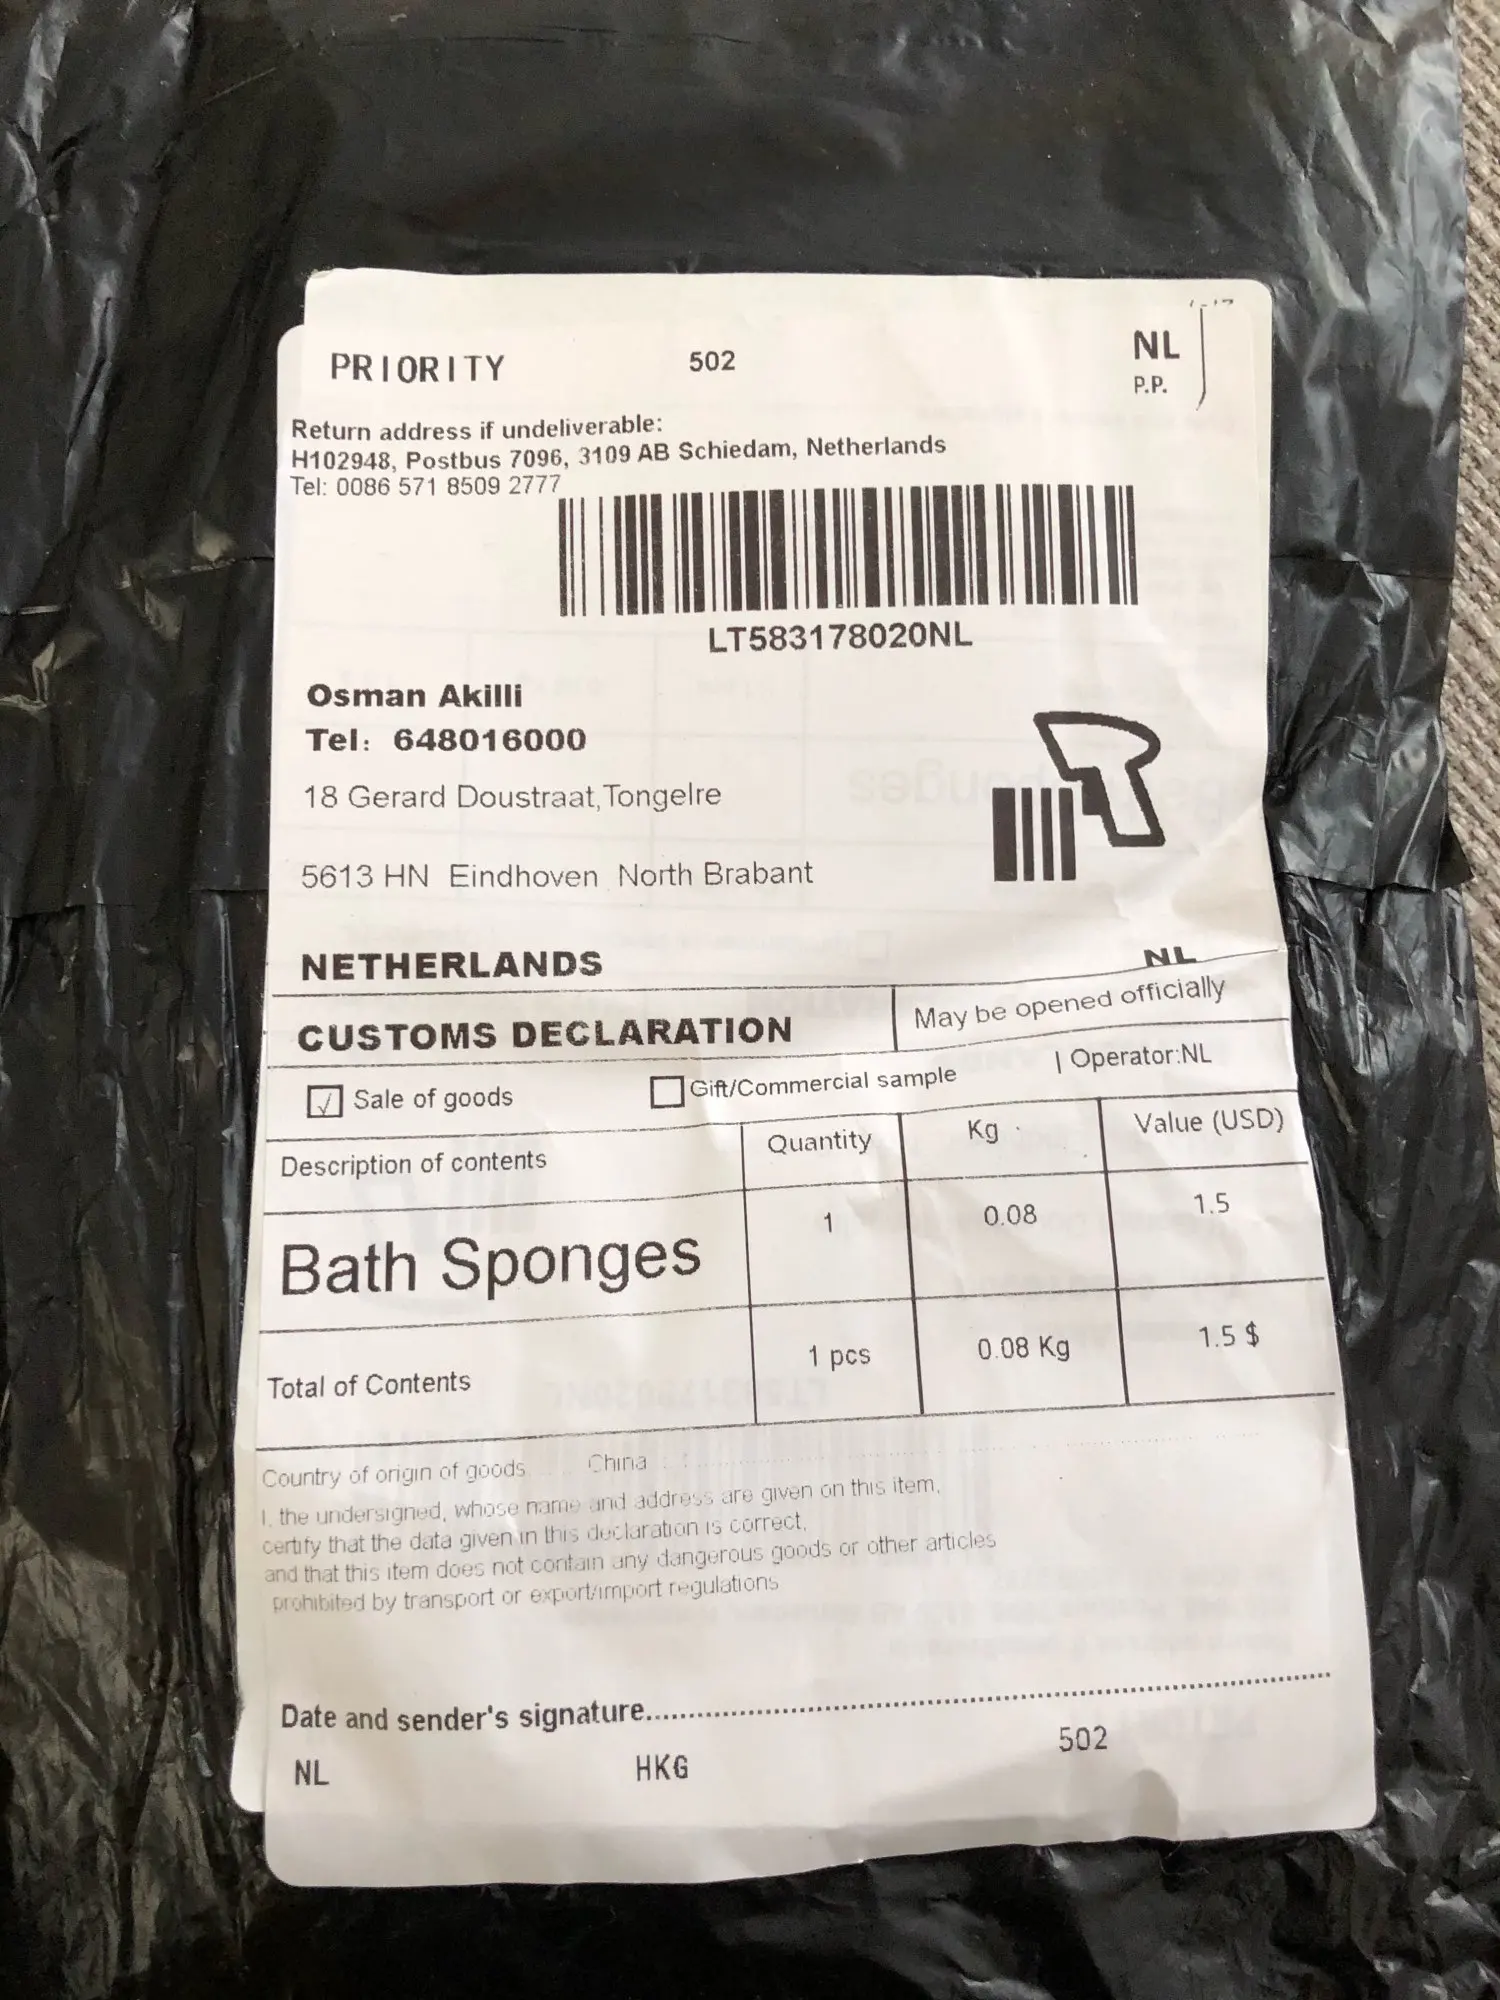 PRIORITY 502 NL
P.P.
Return address if undeliverable:
H102948, Postbus 7096, 3109 AB Schiedam, Netherlands
Tel: 0086 571 8509 2777
LT583178020NL
Osman Akilli
Tel: 648016000
18 Gerard Doustraat,Tongelre
5613 HN Eindhoven North Brabant
NETHERLANDS NL
CUSTOMS DECLARATION May be opened officially
☑ Sale of goods ☐ Gift/Commercial sample | Operator:NL
Description of contents Quantity Kg Value (USD)
Bath Sponges 1 0.08 1.5
Total of Contents 1 pcs 0.08 Kg 1.5 $
Country of origin of goods China
I, the undersigned, whose name and address are given on this item,
certify that the data given in this declaration is correct,
and that this item does not contain any dangerous goods or other articles
prohibited by transport or export/import regulations
Date and sender's signature................................................
NL HKG 502